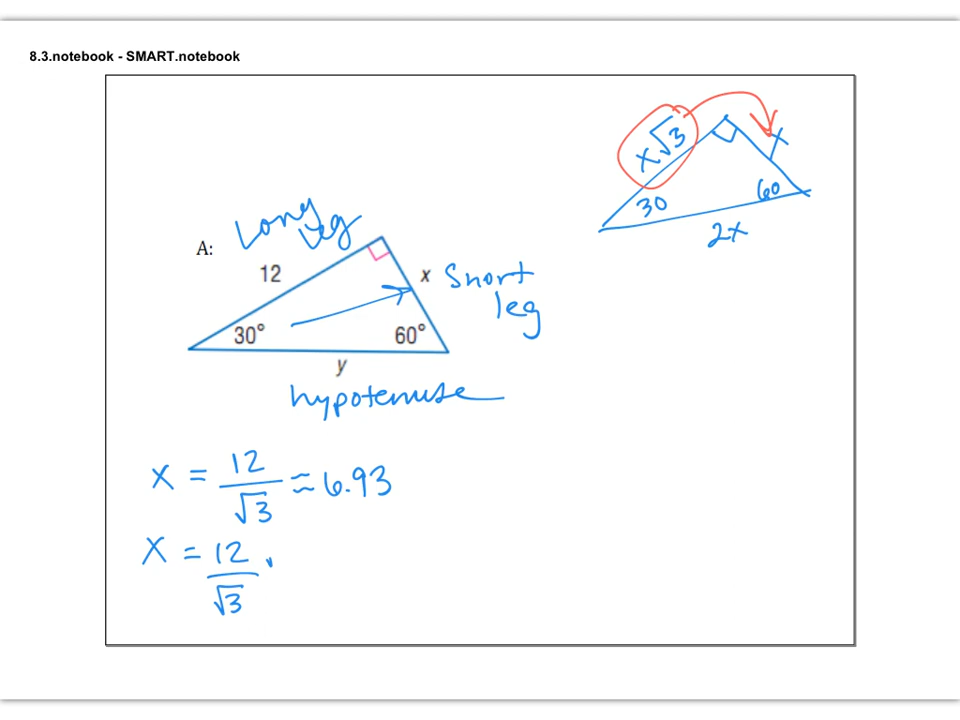 8.3.notebook - SMART.notebook
x√3
x
30
60
2x
Long
Leg
A:
12
x
Short
leg
30°
60°
y
hypotenuse
x = 12/√3 ≈ 6.93
x = 12/√3 ·